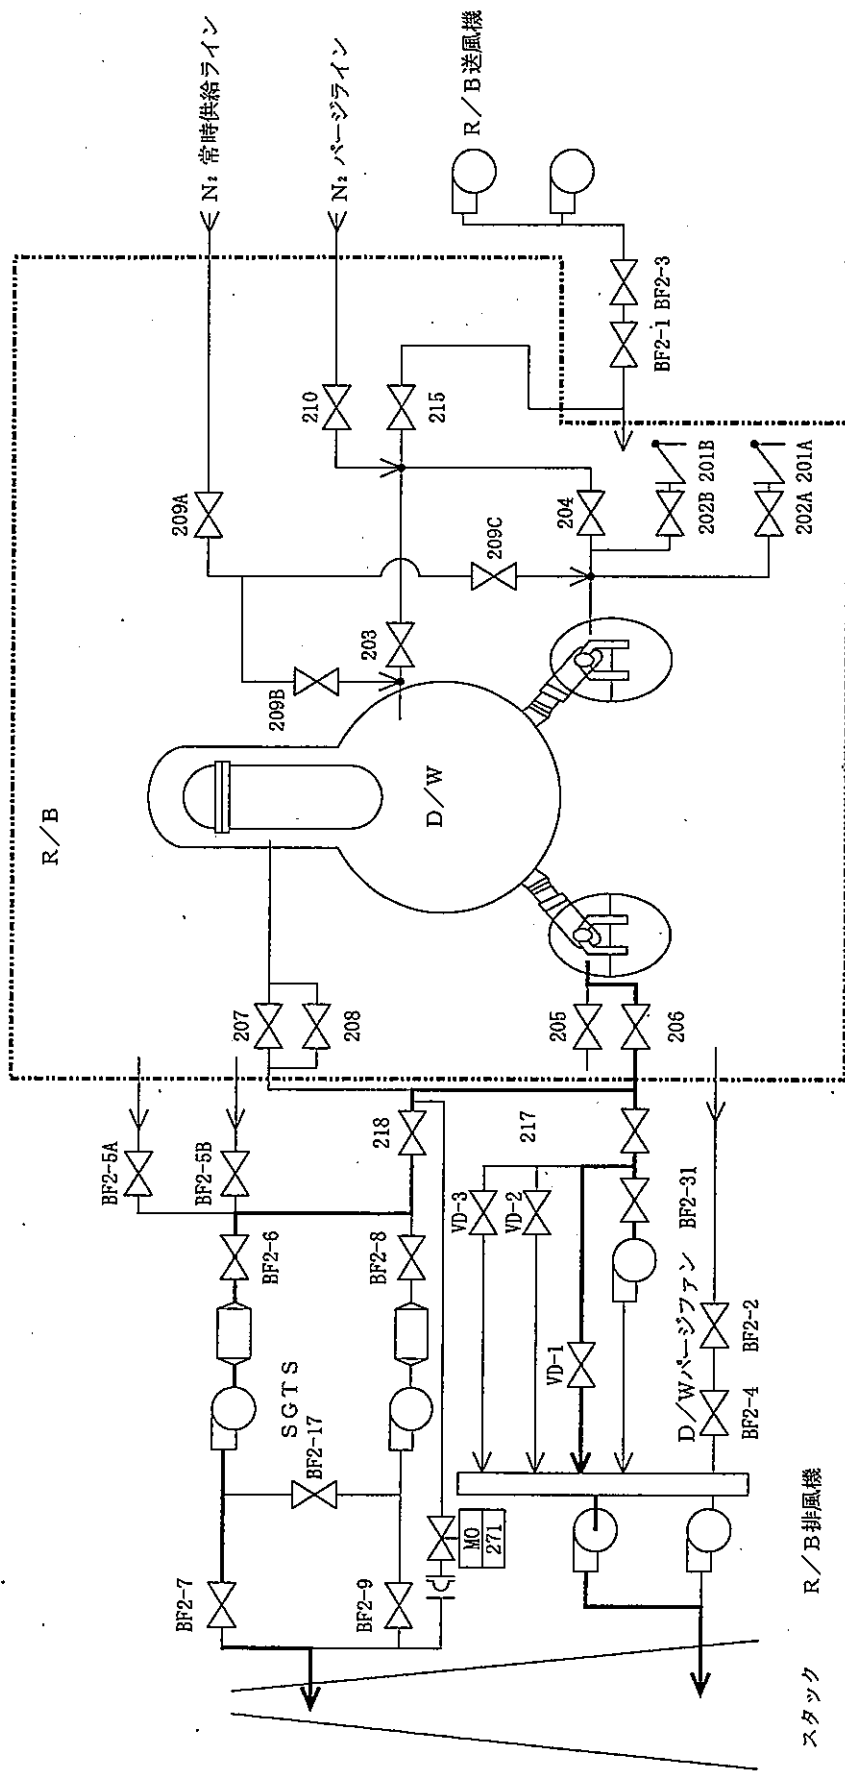 R/B
N₂ 常時供給ライン
N₂ パージライン
R/B送風機
209A
210
215
BF2-1
BF2-3
209B
203
209C
204
202B
201B
202A
201A
D/W
207
208
205
206
BF2-5A
BF2-5B
218
217
BF2-6
BF2-8
VD-3
VD-2
BF2-31
SGTS
BF2-17
VD-1
D/Wパージファン
BF2-2
BF2-4
BF2-7
BF2-9
MO
271
R/B排風機
スタック